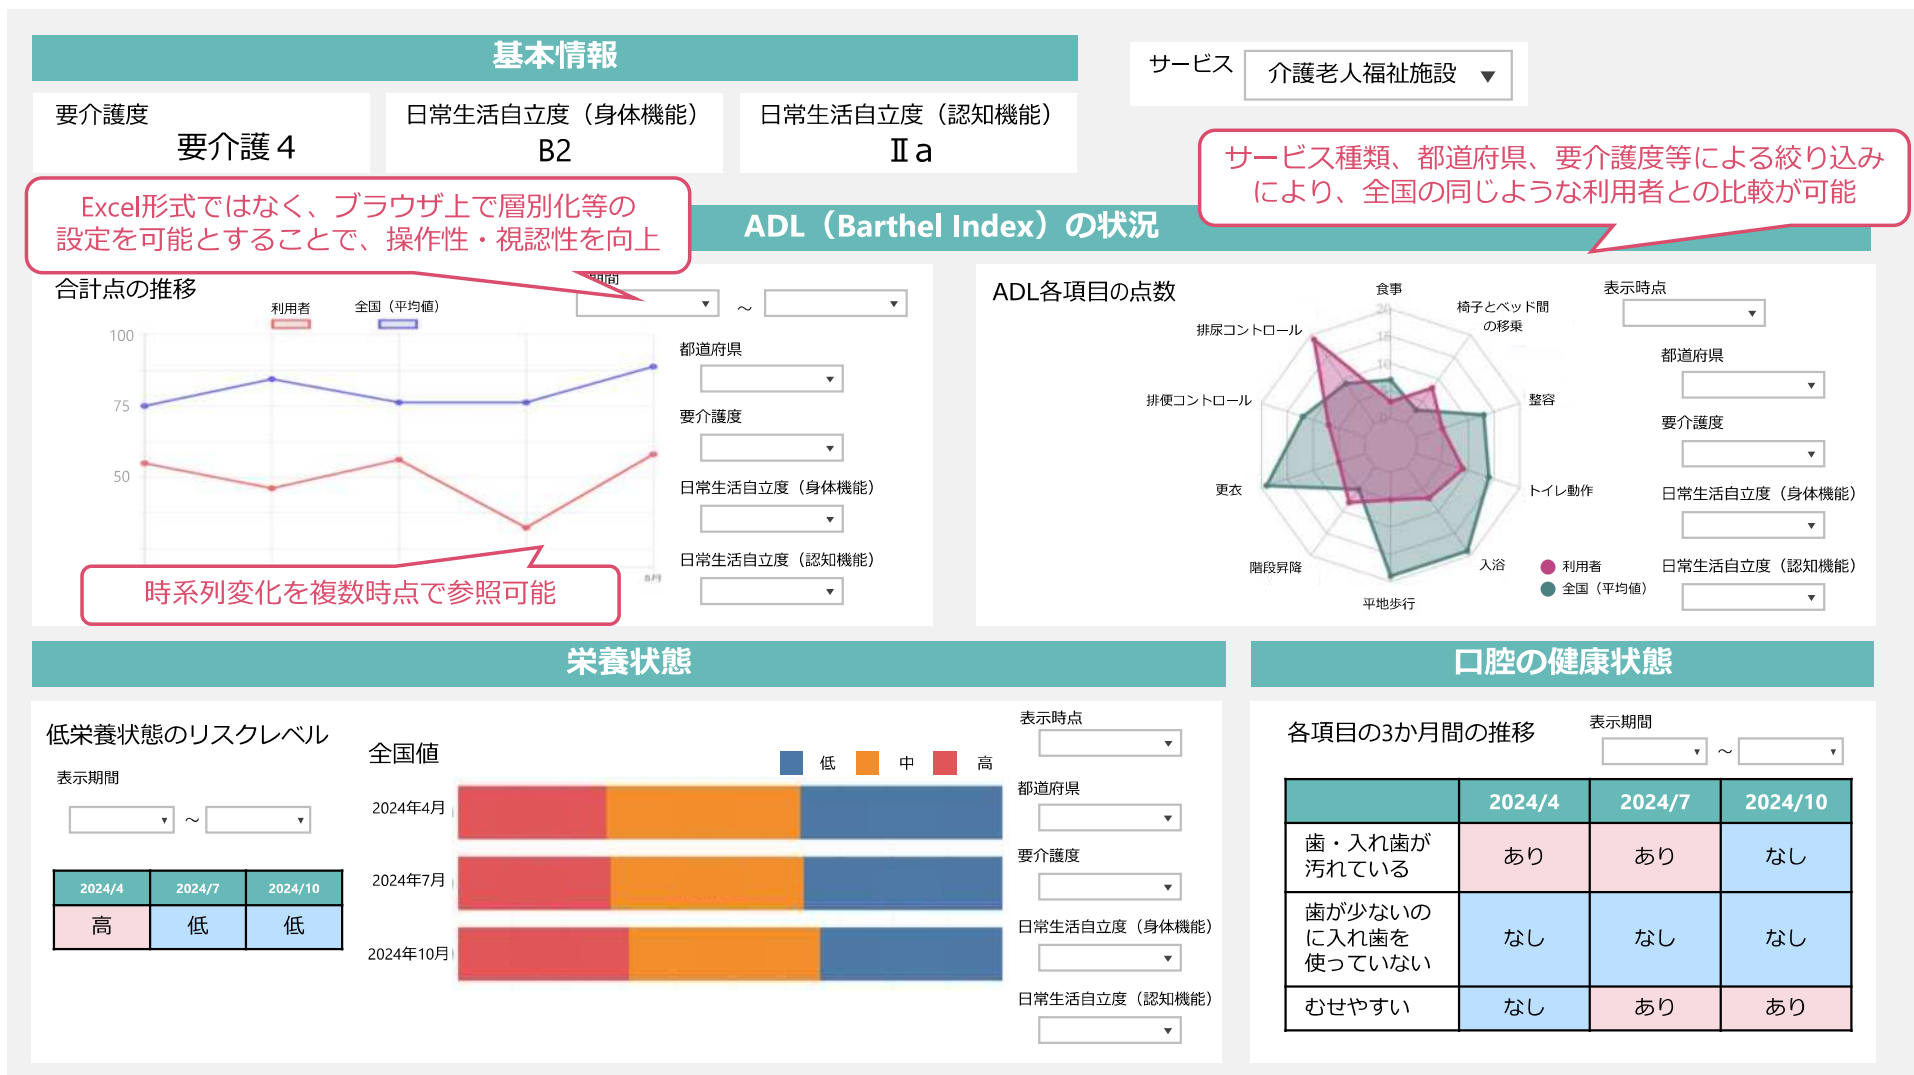 基本情報
サービス
介護老人福祉施設
要介護度
要介護４
日常生活自立度（身体機能）
B2
日常生活自立度（認知機能）
Ⅱａ
サービス種類、都道府県、要介護度等による絞り込み
により、全国の同じような利用者との比較が可能
Excel形式ではなく、ブラウザ上で層別化等の
設定を可能とすることで、操作性・視認性を向上
ADL（Barthel Index）の状況
合計点の推移
利用者
全国（平均値）
期間
～
100
75
50
8月
都道府県
要介護度
日常生活自立度（身体機能）
日常生活自立度（認知機能）
時系列変化を複数時点で参照可能
ADL各項目の点数
食事
椅子とベッド間
の移乗
整容
トイレ動作
入浴
平地歩行
階段昇降
更衣
排便コントロール
排尿コントロール
20
15
10
利用者
全国（平均値）
表示時点
都道府県
要介護度
日常生活自立度（身体機能）
日常生活自立度（認知機能）
栄養状態
低栄養状態のリスクレベル
表示期間
～
2024/4 2024/7 2024/10
高 低 低
全国値
低 中 高
2024年4月
2024年7月
2024年10月
表示時点
都道府県
要介護度
日常生活自立度（身体機能）
日常生活自立度（認知機能）
口腔の健康状態
各項目の3か月間の推移
表示期間
～
2024/4 2024/7 2024/10
歯・入れ歯が
汚れている
あり あり なし
歯が少ないの
に入れ歯を
使っていない
なし なし なし
むせやすい
なし あり あり